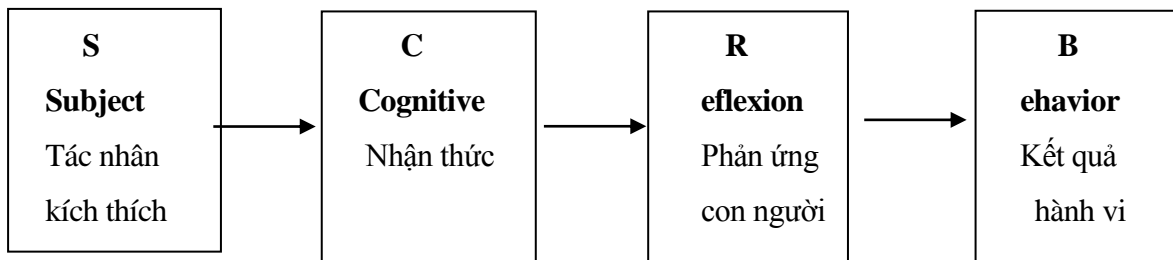 S
Subject
Tác nhân
kích thích
C
Cognitive
Nhận thức
R
eflexion
Phản ứng
con người
B
ehavior
Kết quả
hành vi